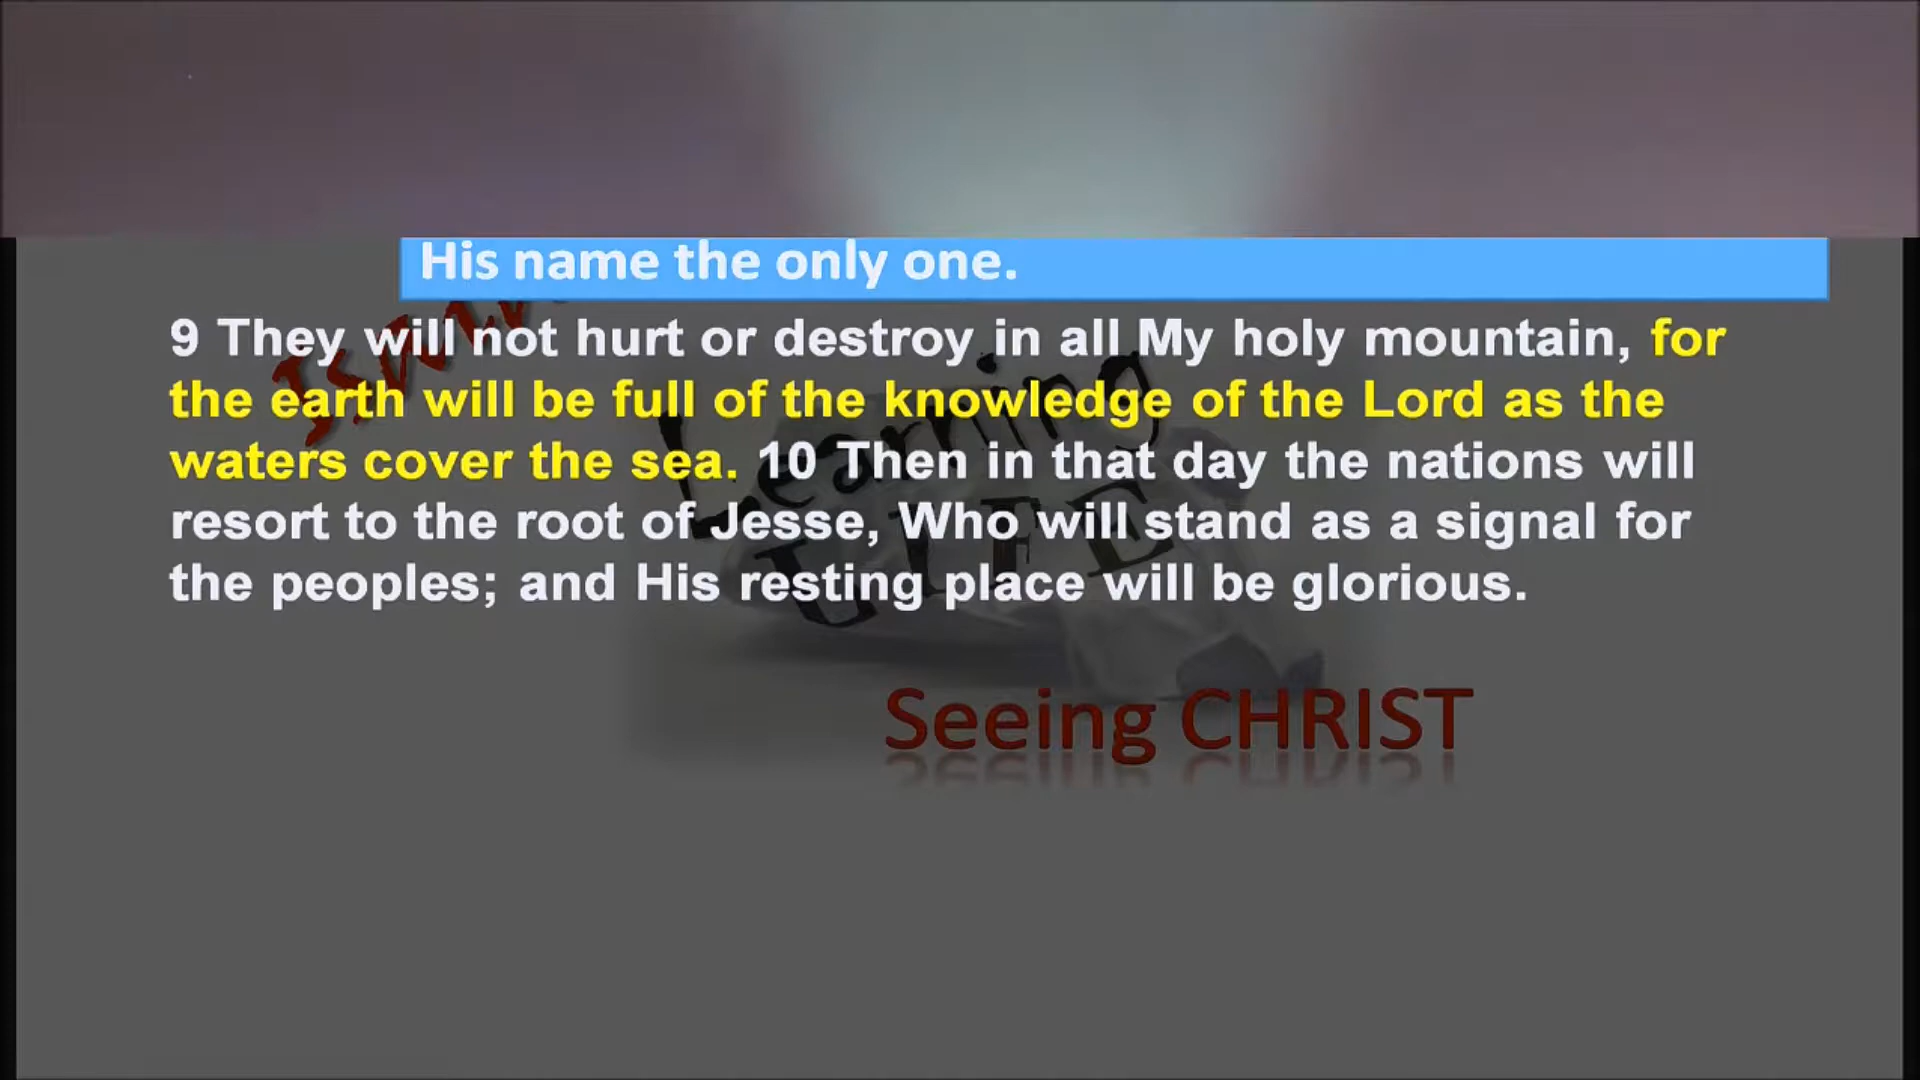 His name the only one.
9 They will not hurt or destroy in all My holy mountain, for
the earth will be full of the knowledge of the Lord as the
waters cover the sea. 10 Then in that day the nations will
resort to the root of Jesse, Who will stand as a signal for
the peoples; and His resting place will be glorious.
Learning
LIFE
Seeing CHRIST